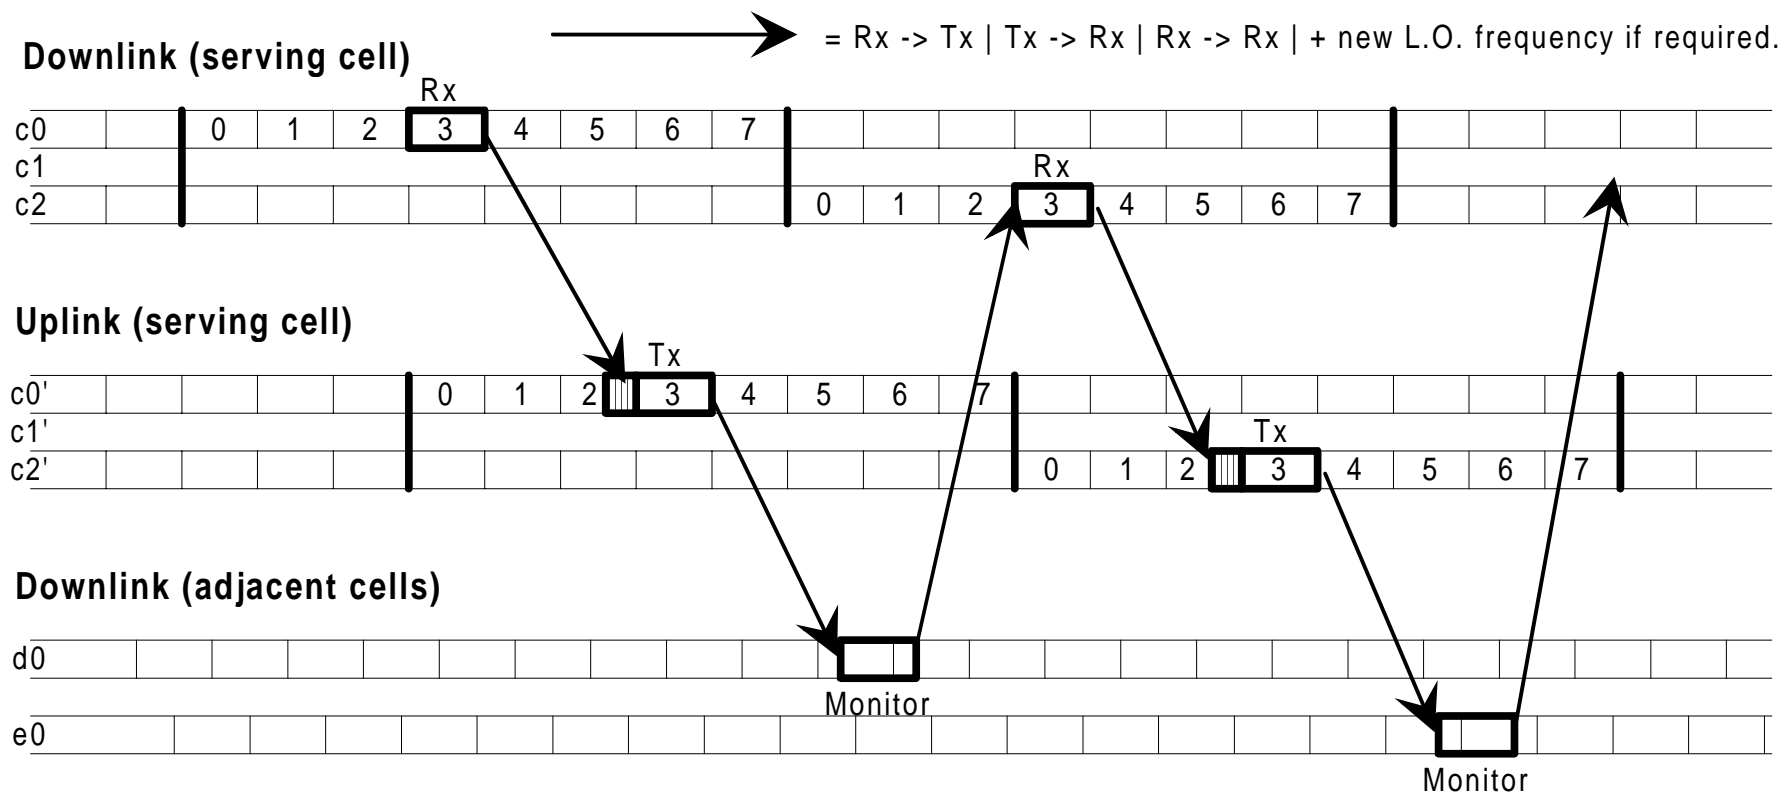 = Rx -> Tx | Tx -> Rx | Rx -> Rx | + new L.O. frequency if required.
Downlink (serving cell)
Rx
c0 0 1 2 3 4 5 6 7
c1 Rx
c2 0 1 2 3 4 5 6 7
Uplink (serving cell)
Tx
c0' 0 1 2 3 4 5 6 7
c1' Tx
c2' 0 1 2 3 4 5 6 7
Downlink (adjacent cells)
d0
Monitor
e0
Monitor